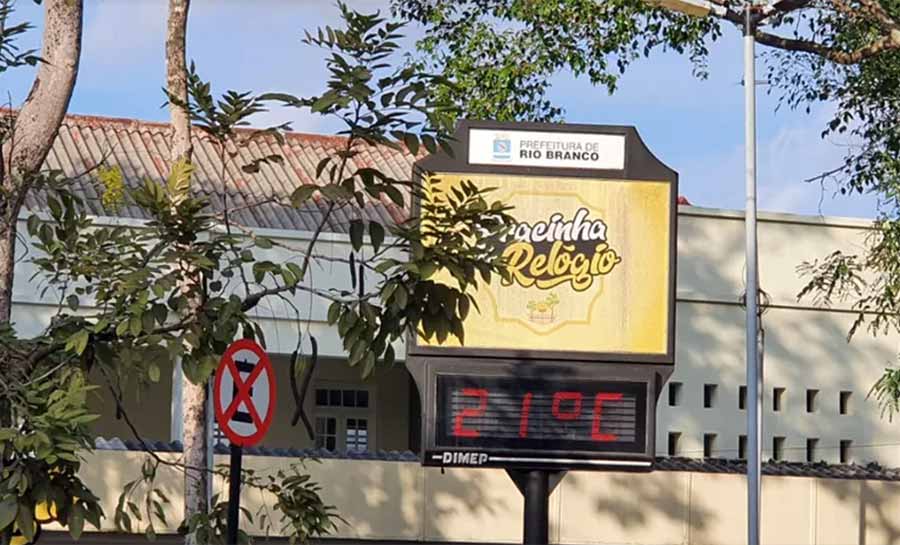 PREFEITURA DE
RIO BRANCO
Relógio
21°C
DIMEP